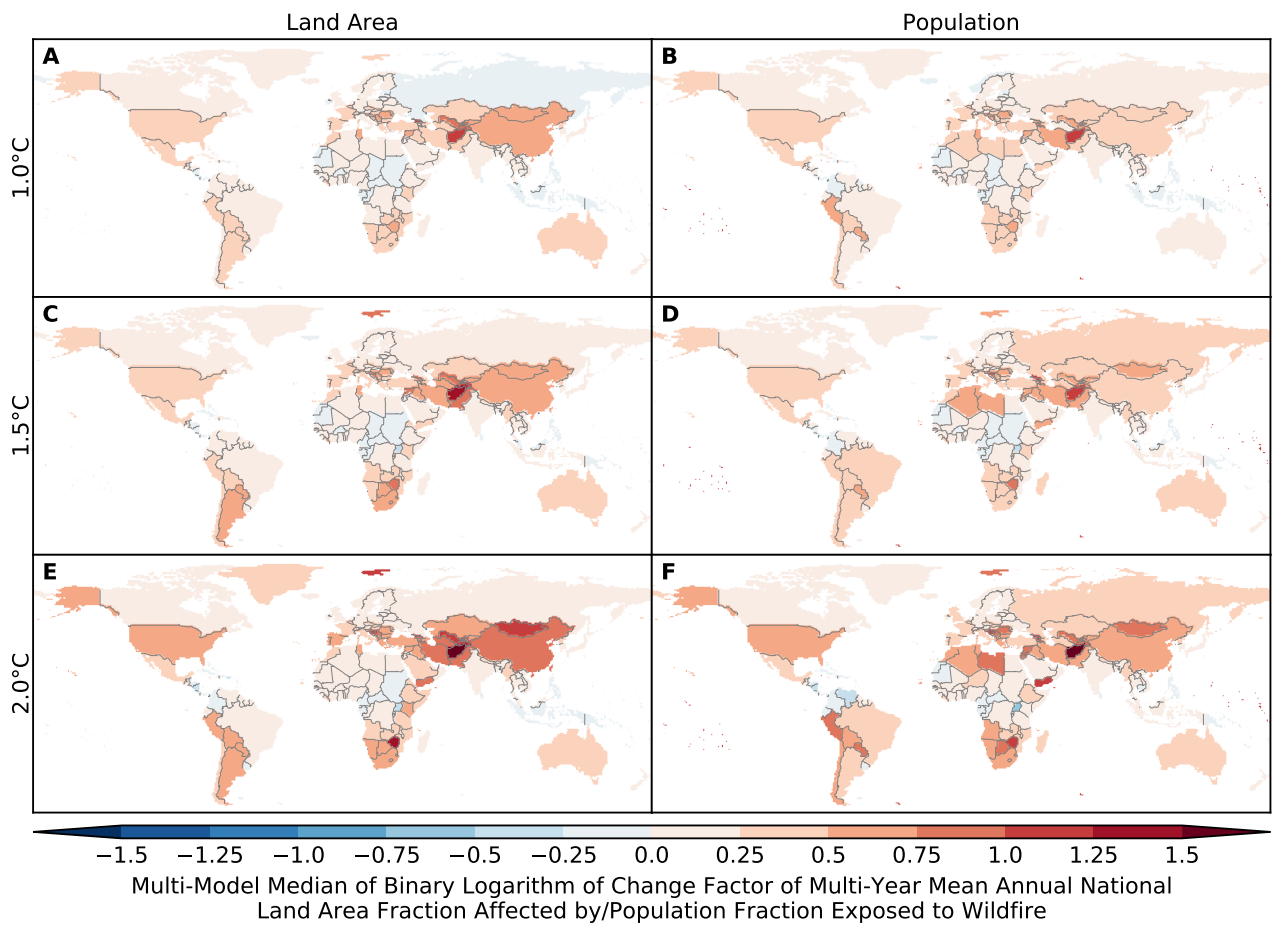 Land Area
Population
A
B
1.0°C
C
D
1.5°C
E
F
2.0°C
−1.5 −1.25 −1.0 −0.75 −0.5 −0.25 0.0 0.25 0.5 0.75 1.0 1.25 1.5
Multi-Model Median of Binary Logarithm of Change Factor of Multi-Year Mean Annual National
Land Area Fraction Affected by/Population Fraction Exposed to Wildfire